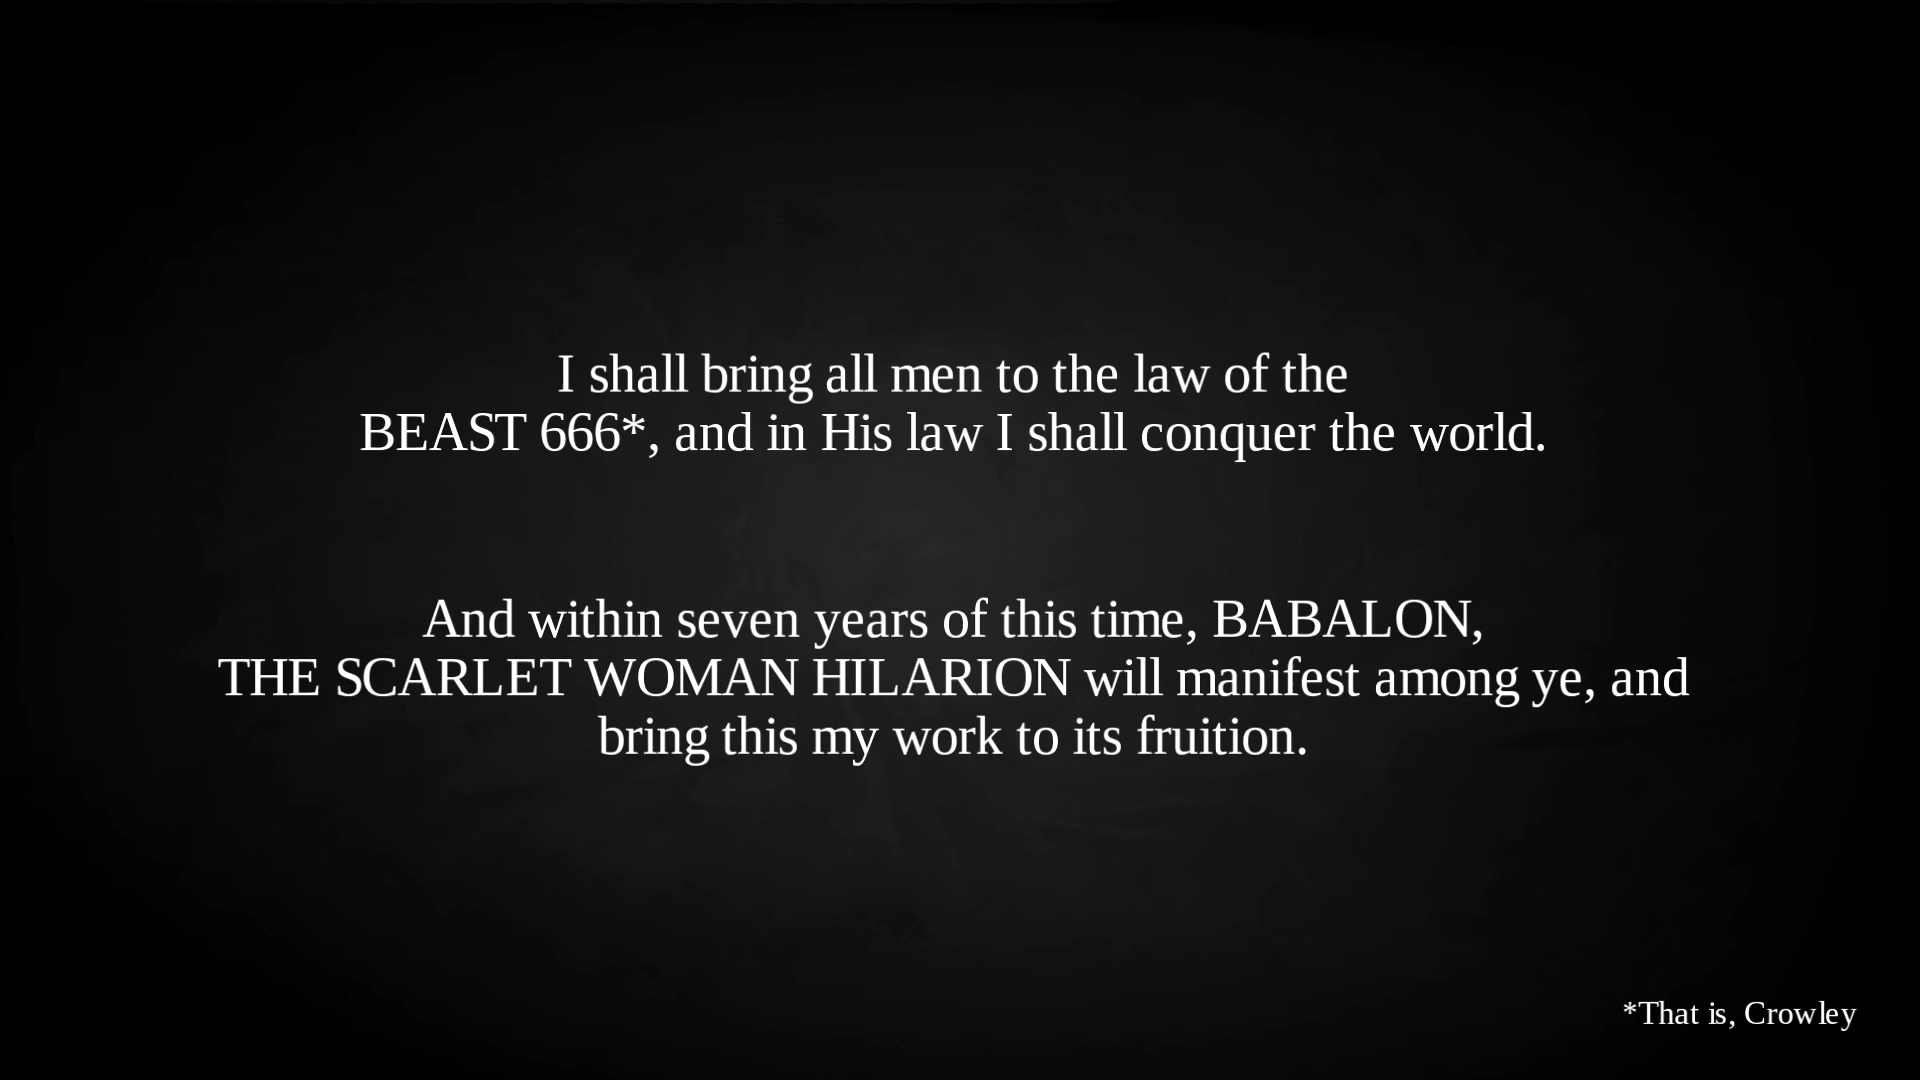 I shall bring all men to the law of the
BEAST 666*, and in His law I shall conquer the world.
And within seven years of this time, BABALON,
THE SCARLET WOMAN HILARION will manifest among ye, and
bring this my work to its fruition.
*That is, Crowley